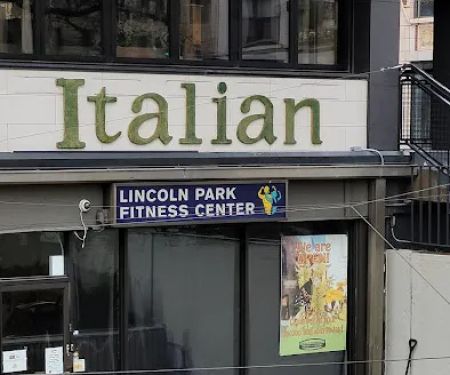 Italian
LINCOLN PARK
FITNESS CENTER
We are
OPEN!